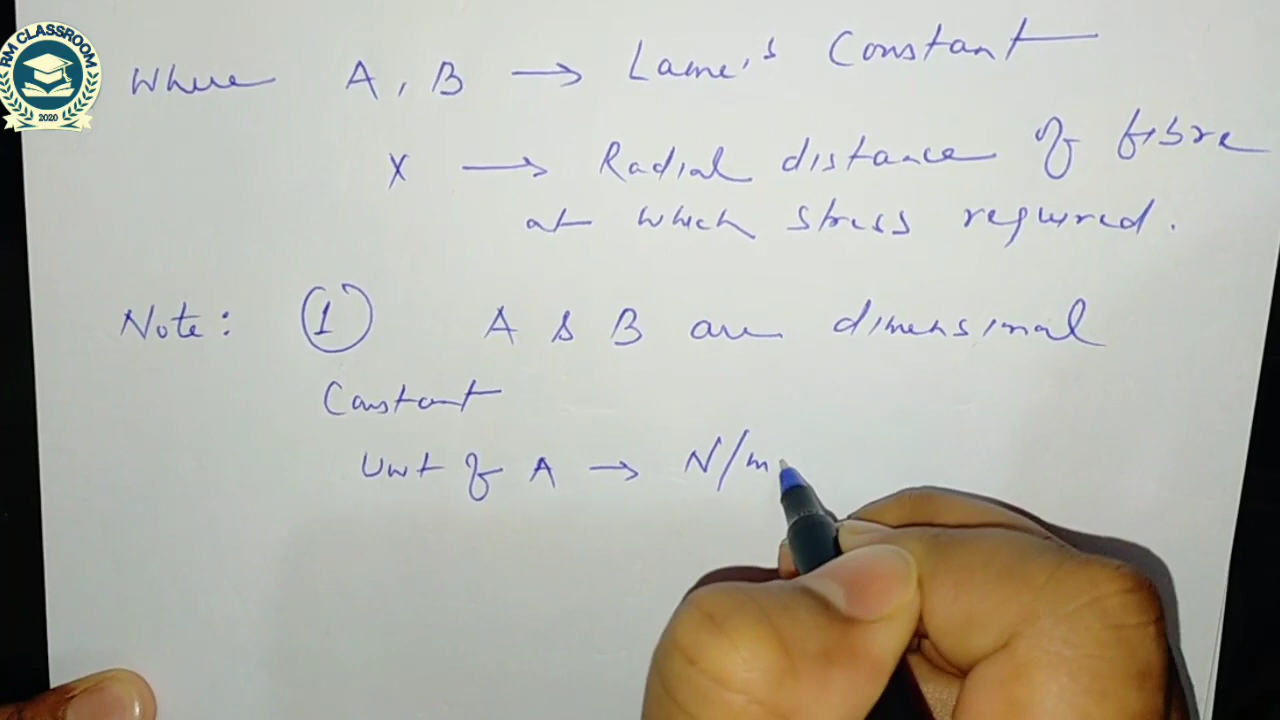 RM CLASSROOM
2020
Where A, B → Lame's Constant
X → Radial distance of fibre
at which stress required.
Note: ① A & B are dimensional
Constant
Unit of A → N/m